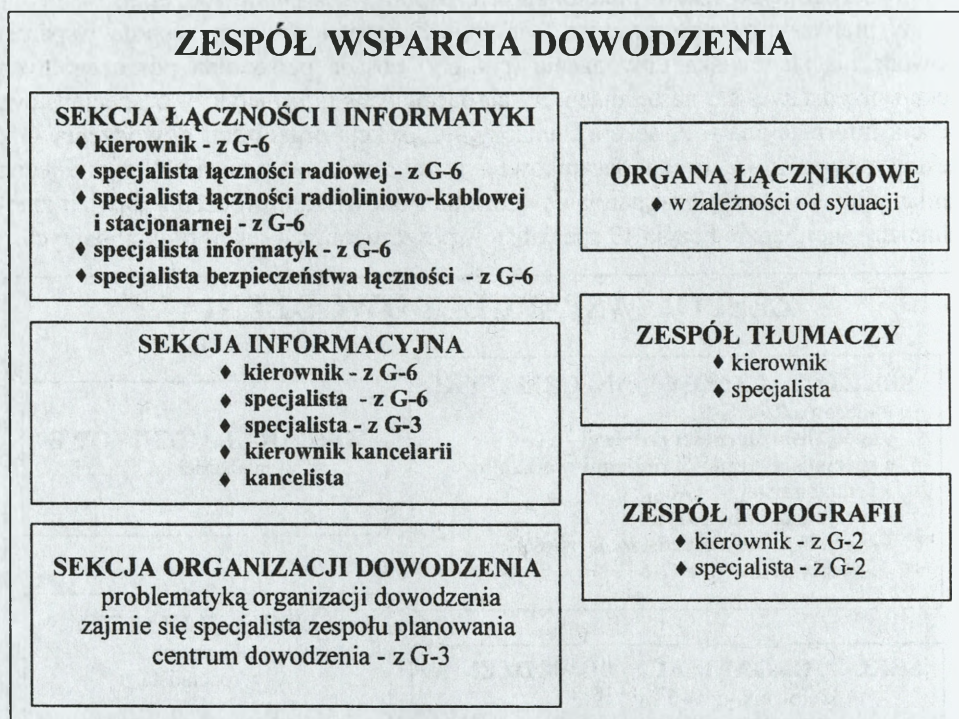 ZESPÓŁ WSPARCIA DOWODZENIA
SEKCJA ŁĄCZNOŚCI I INFORMATYKI
♦ kierownik - z G-6
♦ specjalista łączności radiowej - z G-6
♦ specjalista łączności radioliniowo-kablowej
i stacjonarnej - z G-6
♦ specjalista informatyk - z G-6
♦ specjalista bezpieczeństwa łączności - z G-6
SEKCJA INFORMACYJNA
♦ kierownik - z G-6
♦ specjalista - z G-6
♦ specjalista - z G-3
♦ kierownik kancelarii
♦ kancelista
SEKCJA ORGANIZACJI DOWODZENIA
problematyką organizacji dowodzenia
zajmie się specjalista zespołu planowania
centrum dowodzenia - z G-3
ORGANA ŁĄCZNIKOWE
♦ w zależności od sytuacji
ZESPÓŁ TŁUMACZY
♦ kierownik
♦ specjalista
ZESPÓŁ TOPOGRAFII
♦ kierownik - z G-2
♦ specjalista - z G-2